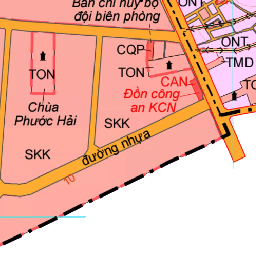 Ban chỉ huy bộ
đội biên phòng
ONT
CQP
ONT
TON
TON
TMD
CAN
Chùa
Phước Hải
Đồn công
an KCN
SKK
SKK
đường nhựa
10